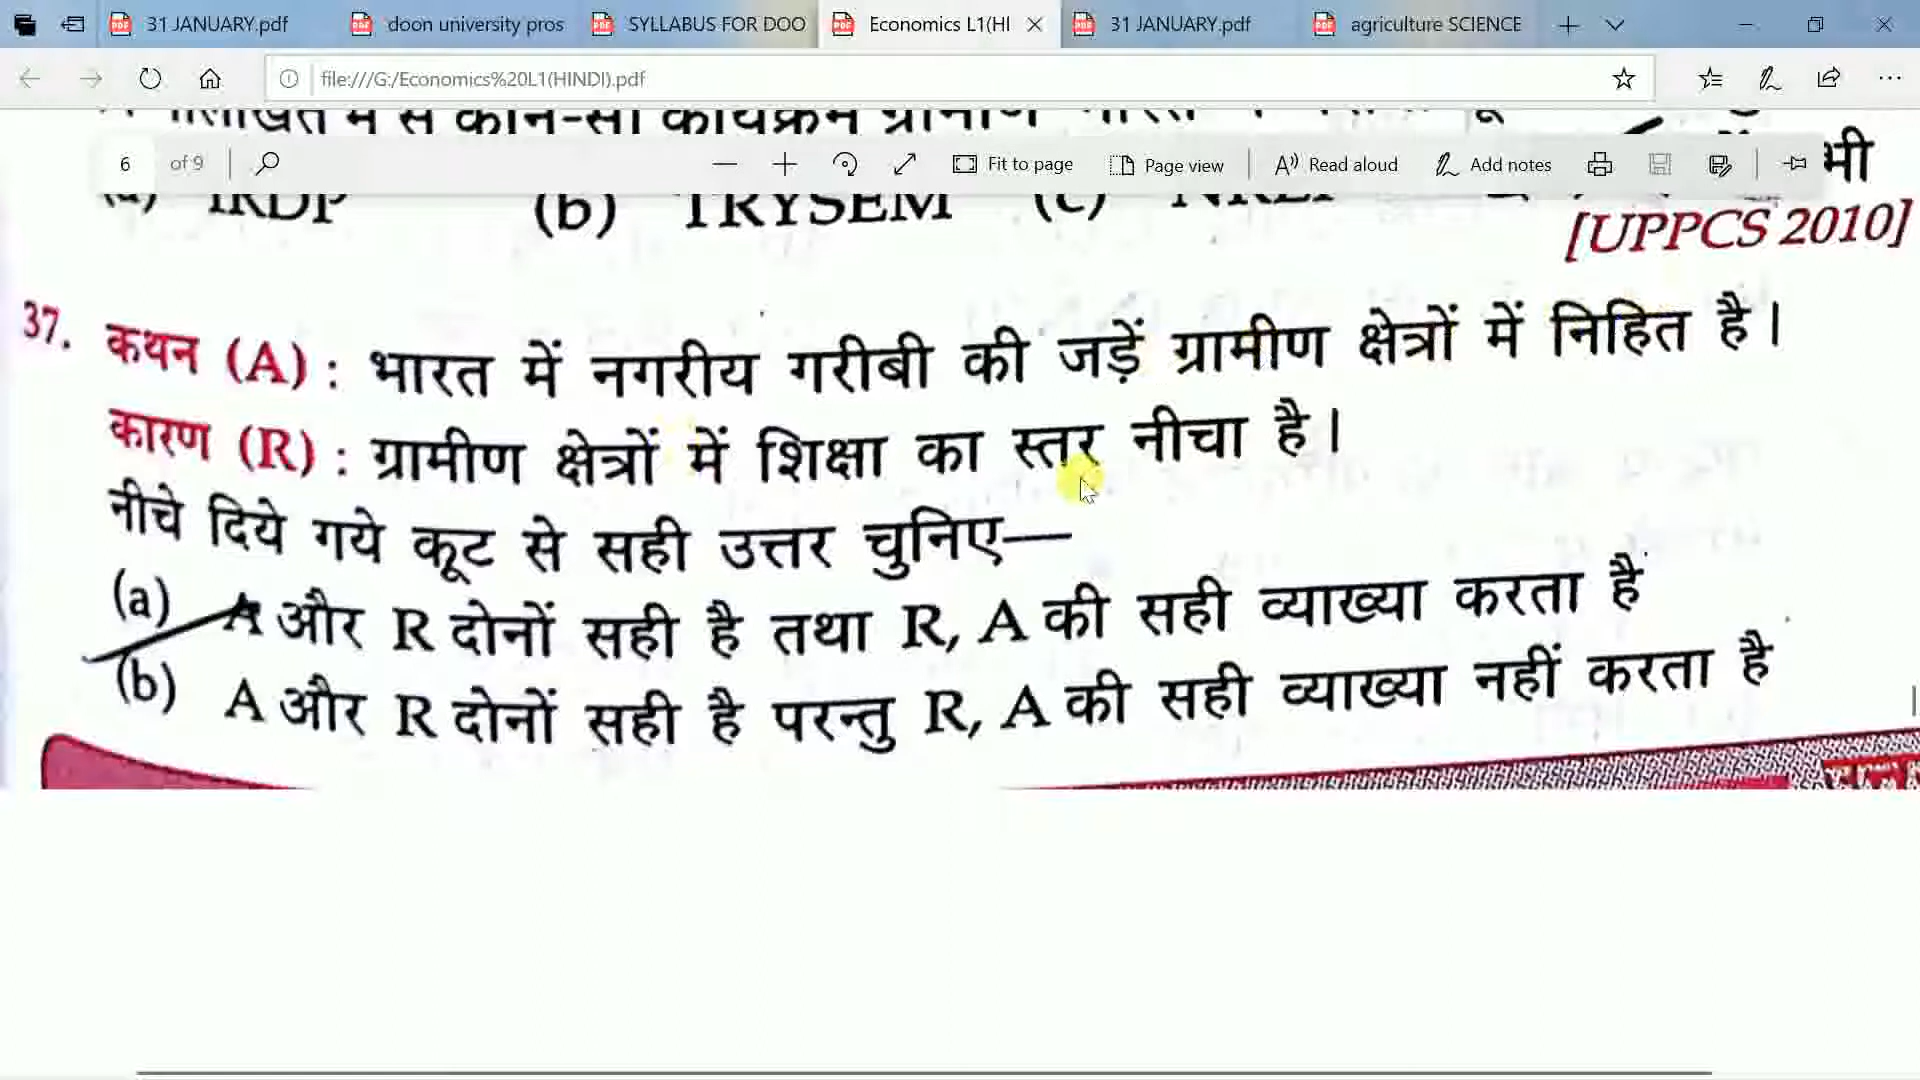 31 JANUARY.pdf doon university pros SYLLABUS FOR DOO Economics L1(HI 31 JANUARY.pdf agriculture SCIENCE
file:///G:/Economics%20L1(HINDI).pdf
में से कौन-सा कार्यक्रम ग्रामीण
भी
6 of 9 Fit to page Page view Read aloud Add notes
(a) IRDP (b) TRYSEM (c)
[UPPCS 2010]
37. कथन (A) : भारत में नगरीय गरीबी की जड़ें ग्रामीण क्षेत्रों में निहित है।
कारण (R) : ग्रामीण क्षेत्रों में शिक्षा का स्तर नीचा है।
नीचे दिये गये कूट से सही उत्तर चुनिए—
(a) A और R दोनों सही है तथा R, A की सही व्याख्या करता है
(b) A और R दोनों सही है परन्तु R, A की सही व्याख्या नहीं करता है